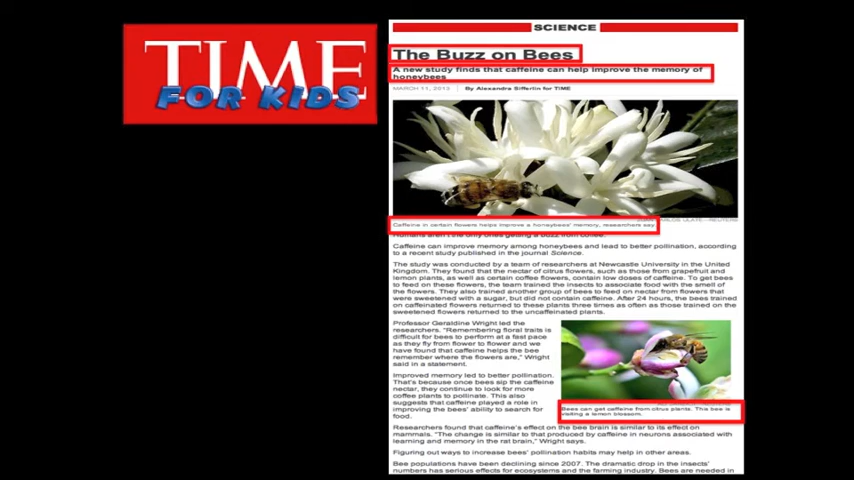 TIME
FOR KIDS
SCIENCE
The Buzz on Bees
A new study finds that caffeine can help improve the memory of
honeybees
MARCH 11, 2013 By Alexandra Sifferlin for TIME
REUTERS
Caffeine in certain flowers helps improve a honeybees' memory, researchers say.
Humans aren't the only ones getting a buzz from coffee.
Caffeine can improve memory among honeybees and lead to better pollination, according
to a recent study published in the journal Science.
The study was conducted by a team of researchers at Newcastle University in the United
Kingdom. They found that the nectar of citrus flowers, such as those from grapefruit and
lemon plants, as well as certain coffee flowers, contain low doses of caffeine. To get bees
to feed on these flowers, the team trained the insects to associate food with the smell of
the flowers. They also trained another group of bees to feed on nectar from flowers that
were sweetened with a sugar, but did not contain caffeine. After 24 hours, the bees trained
on caffeinated flowers returned to these plants three times as often as those trained on the
sweetened flowers returned to the uncaffeinated plants.
Professor Geraldine Wright led the
researchers. "Remembering floral traits is
difficult for bees to perform at a fast pace
as they fly from flower to flower and we
have found that caffeine helps the bee
remember where the flowers are," Wright
said in a statement.
Improved memory led to better pollination.
That's because once bees sip the caffeine
nectar, they continue to look for more
coffee plants to pollinate. This also
suggests that caffeine played a role in
improving the bees' ability to search for
food.
Bees can get caffeine from citrus plants. This bee is
visiting a lemon blossom.
Researchers found that caffeine's effect on the bee brain is similar to its effect on
mammals. "The change is similar to that produced by caffeine in neurons associated with
learning and memory in the rat brain," Wright says.
Figuring out ways to increase bees' pollination habits may help in other areas.
Bee populations have been declining since 2007. The dramatic drop in the insects'
numbers has serious effects for ecosystems and the farming industry. Bees are needed in